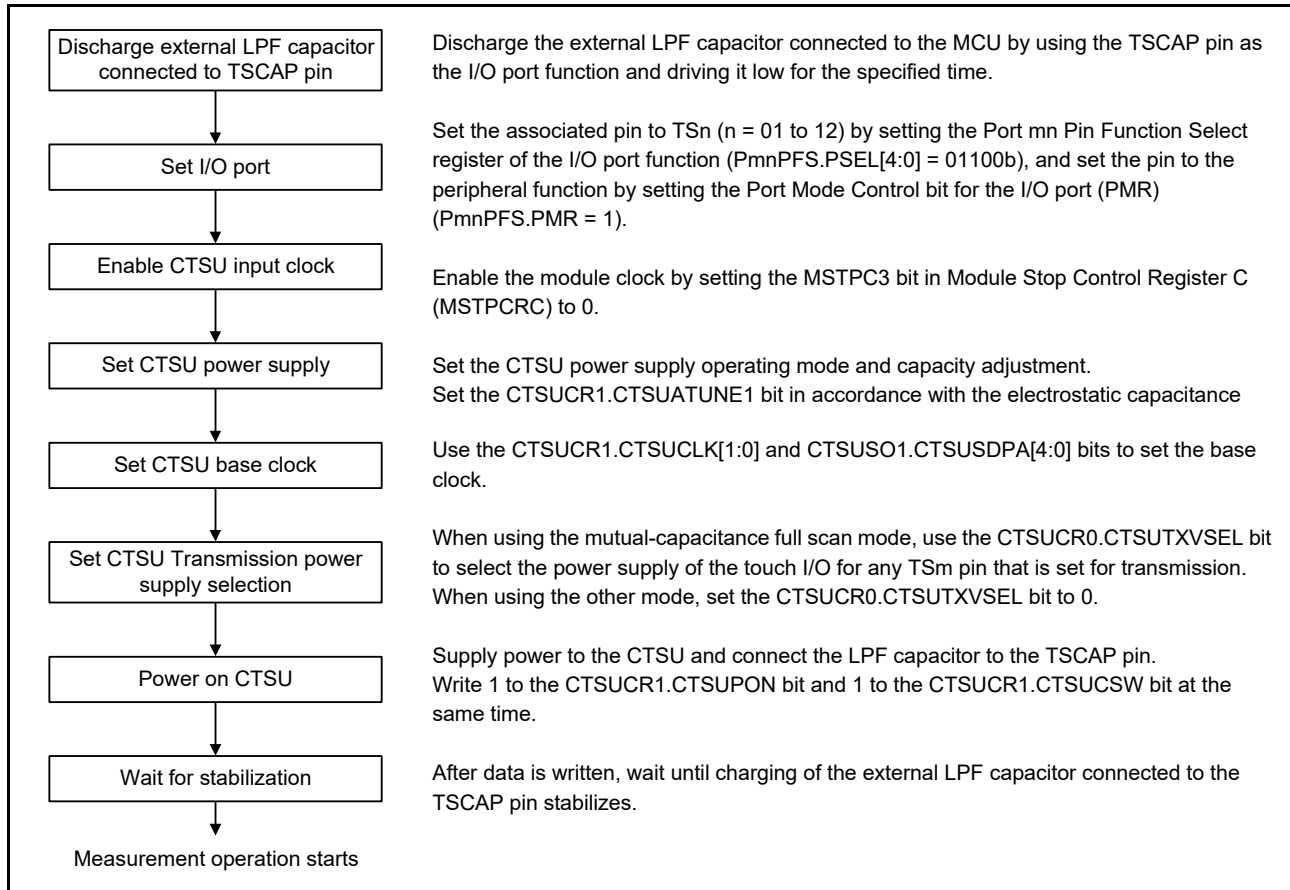 Discharge external LPF capacitor
connected to TSCAP pin
Discharge the external LPF capacitor connected to the MCU by using the TSCAP pin as
the I/O port function and driving it low for the specified time.
Set I/O port
Set the associated pin to TSn (n = 01 to 12) by setting the Port mn Pin Function Select
register of the I/O port function (PmnPFS.PSEL[4:0] = 01100b), and set the pin to the
peripheral function by setting the Port Mode Control bit for the I/O port (PMR)
(PmnPFS.PMR = 1).
Enable CTSU input clock
Enable the module clock by setting the MSTPC3 bit in Module Stop Control Register C
(MSTPCRC) to 0.
Set CTSU power supply
Set the CTSU power supply operating mode and capacity adjustment.
Set the CTSUCR1.CTSUATUNE1 bit in accordance with the electrostatic capacitance
Set CTSU base clock
Use the CTSUCR1.CTSUCLK[1:0] and CTSUSO1.CTSUSDPA[4:0] bits to set the base
clock.
Set CTSU Transmission power
supply selection
When using the mutual-capacitance full scan mode, use the CTSUCR0.CTSUTXVSEL bit
to select the power supply of the touch I/O for any TSm pin that is set for transmission.
When using the other mode, set the CTSUCR0.CTSUTXVSEL bit to 0.
Power on CTSU
Supply power to the CTSU and connect the LPF capacitor to the TSCAP pin.
Write 1 to the CTSUCR1.CTSUPON bit and 1 to the CTSUCR1.CTSUCSW bit at the
same time.
Wait for stabilization
After data is written, wait until charging of the external LPF capacitor connected to the
TSCAP pin stabilizes.
Measurement operation starts